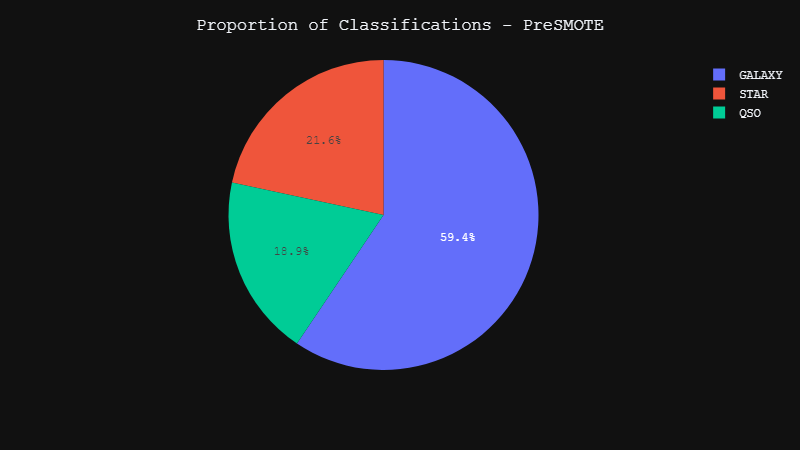 Proportion of Classifications - PreSMOTE
GALAXY
STAR
QSO
21.6%
59.4%
18.9%